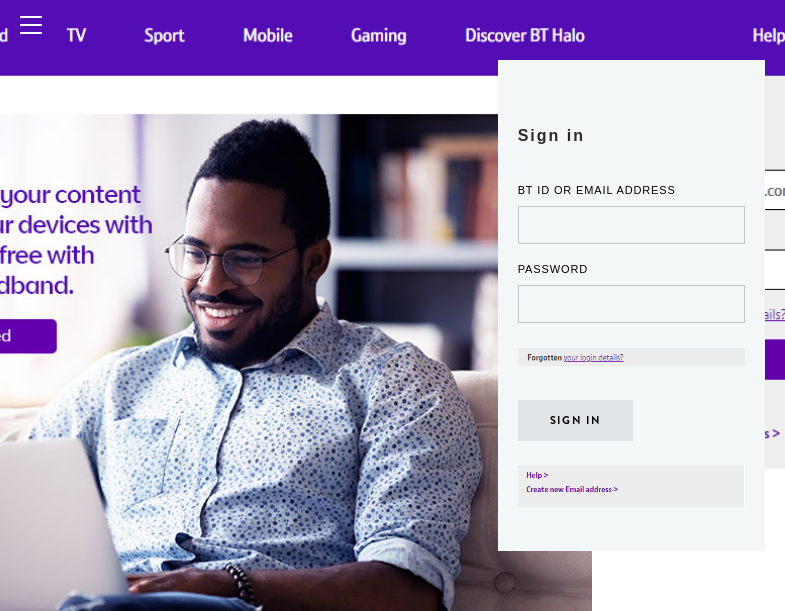 d
TV
Sport
Mobile
Gaming
Discover BT Halo
Help
your content
ur devices with
free with
dband.
ed
Sign in
BT ID OR EMAIL ADDRESS
PASSWORD
Forgotten your login details?
SIGN IN
Help >
Create new Email address >
.co
ails?
s >